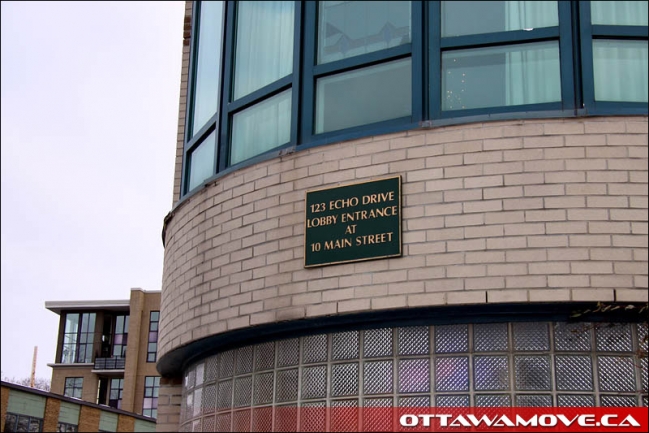 123 ECHO DRIVE
LOBBY ENTRANCE
AT
10 MAIN STREET
OTTAWAMOVE.CA